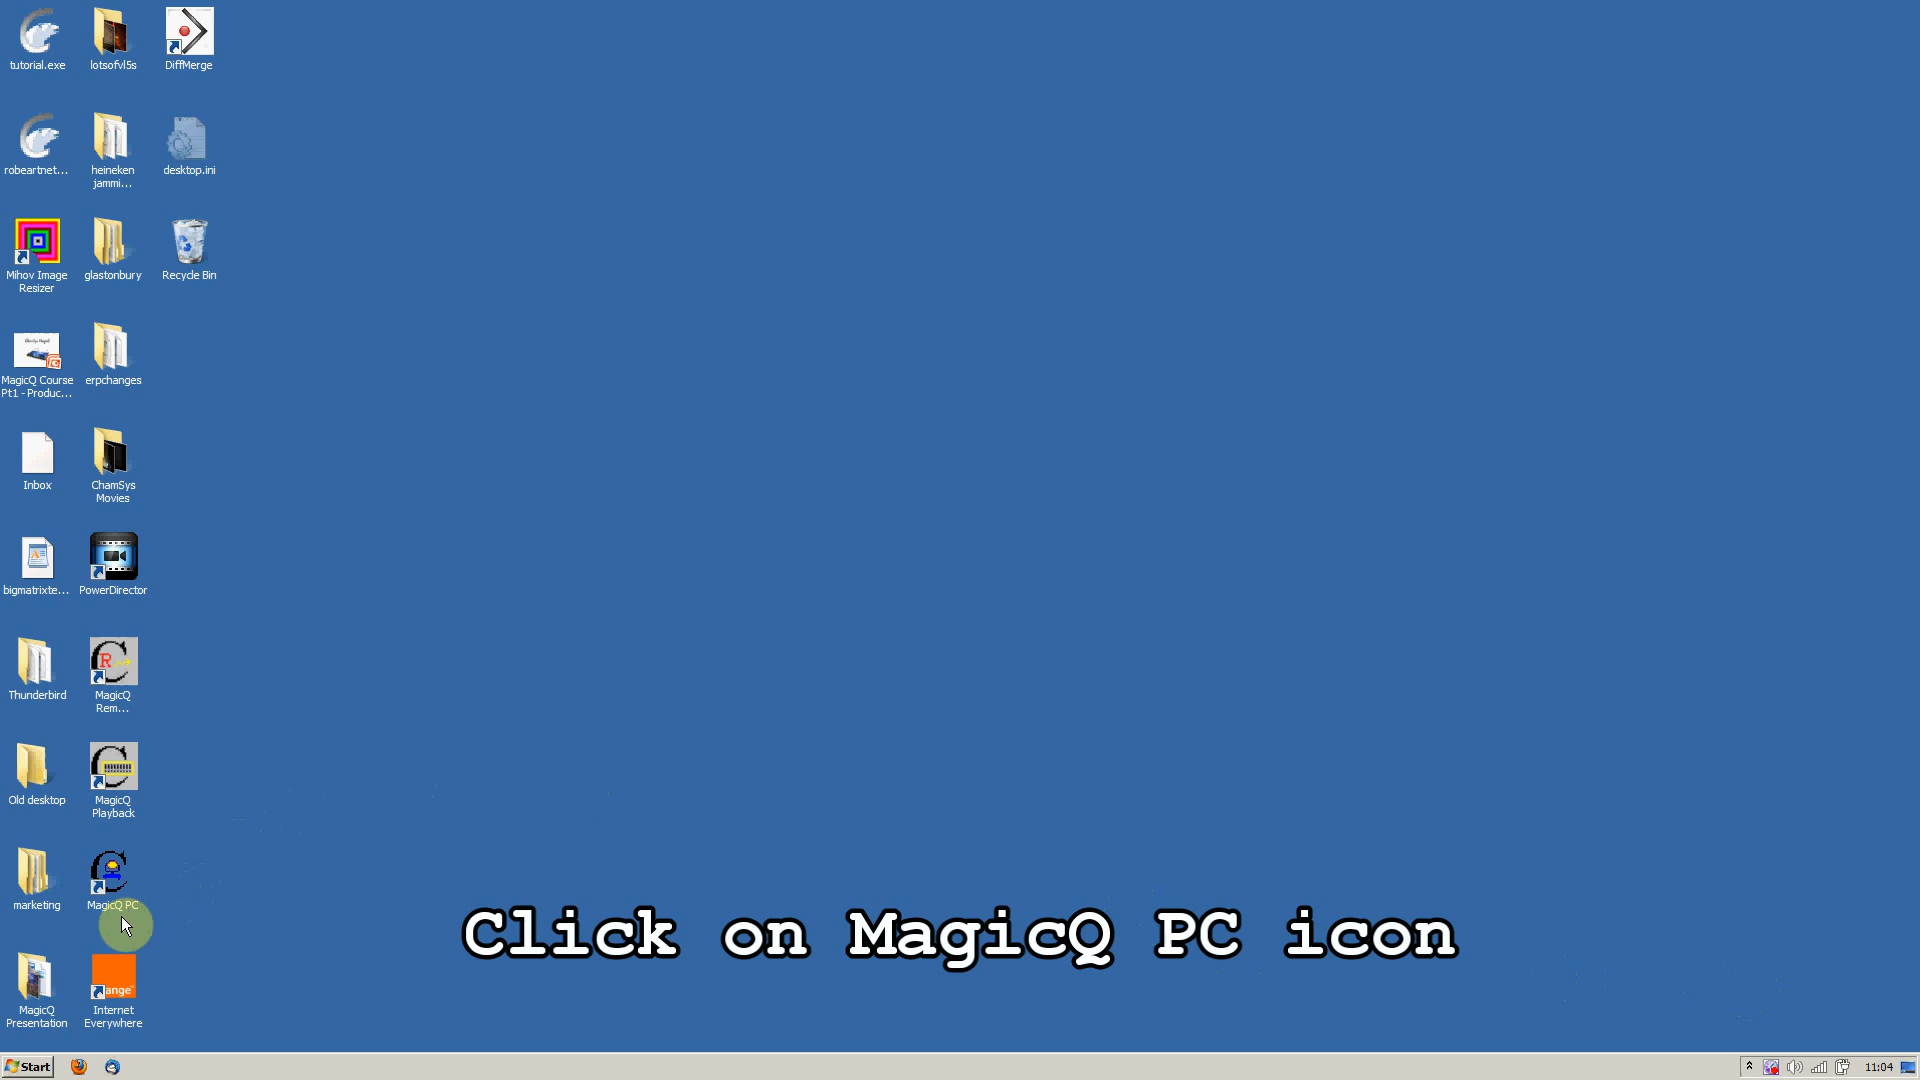 tutorial.exe
lotsofvl5s
DiffMerge
robeartnet...
heineken
jammi...
desktop.ini
Mihov Image
Resizer
glastonbury
Recycle Bin
MagicQ Course
Pt1 - Produc...
erpchanges
Inbox
ChamSys
Movies
bigmatrixte...
PowerDirector
Thunderbird
MagicQ
Rem...
Old desktop
MagicQ
Playback
marketing
MagicQ PC
Click on MagicQ PC icon
ange
MagicQ
Presentation
Internet
Everywhere
Start
11:04